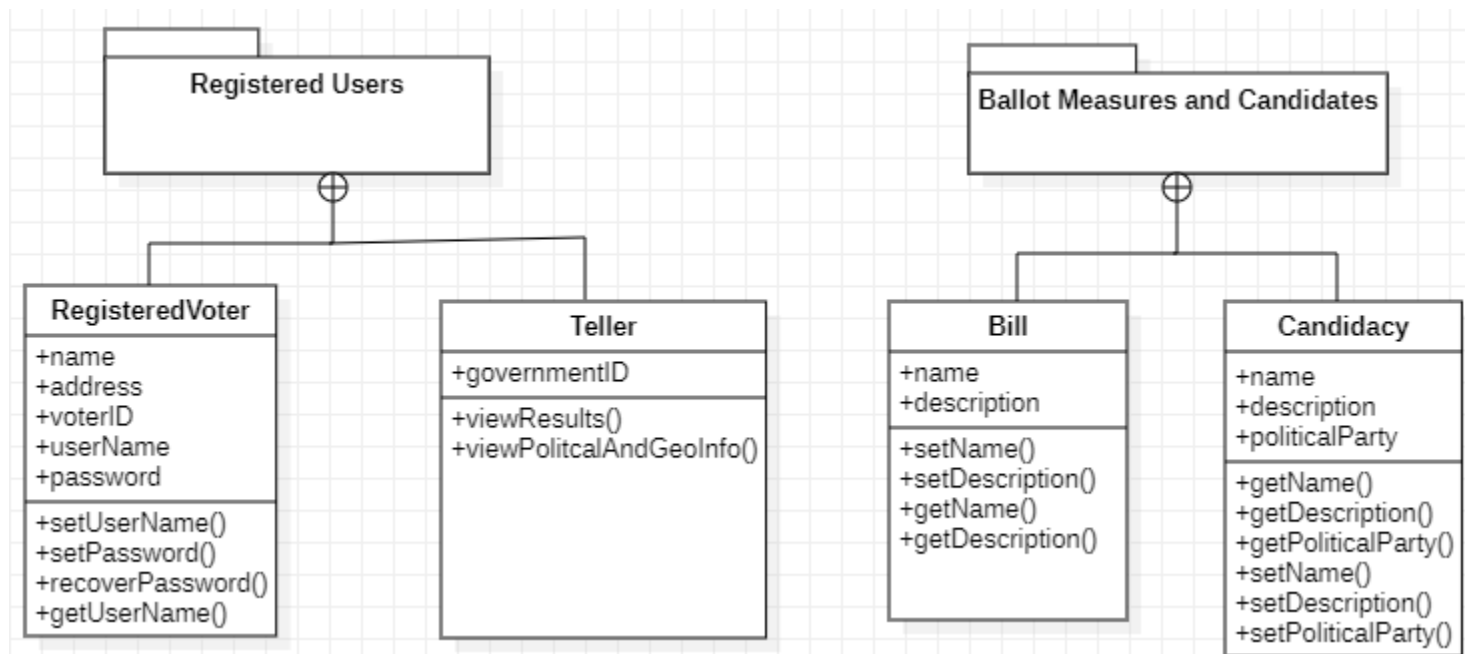 Registered Users
Ballot Measures and Candidates
RegisteredVoter
+name
+address
+voterID
+userName
+password
+setUserName()
+setPassword()
+recoverPassword()
+getUserName()
Teller
+governmentID
+viewResults()
+viewPolitcalAndGeoInfo()
Bill
+name
+description
+setName()
+setDescription()
+getName()
+getDescription()
Candidacy
+name
+description
+politicalParty
+getName()
+getDescription()
+getPoliticalParty()
+setName()
+setDescription()
+setPoliticalParty()